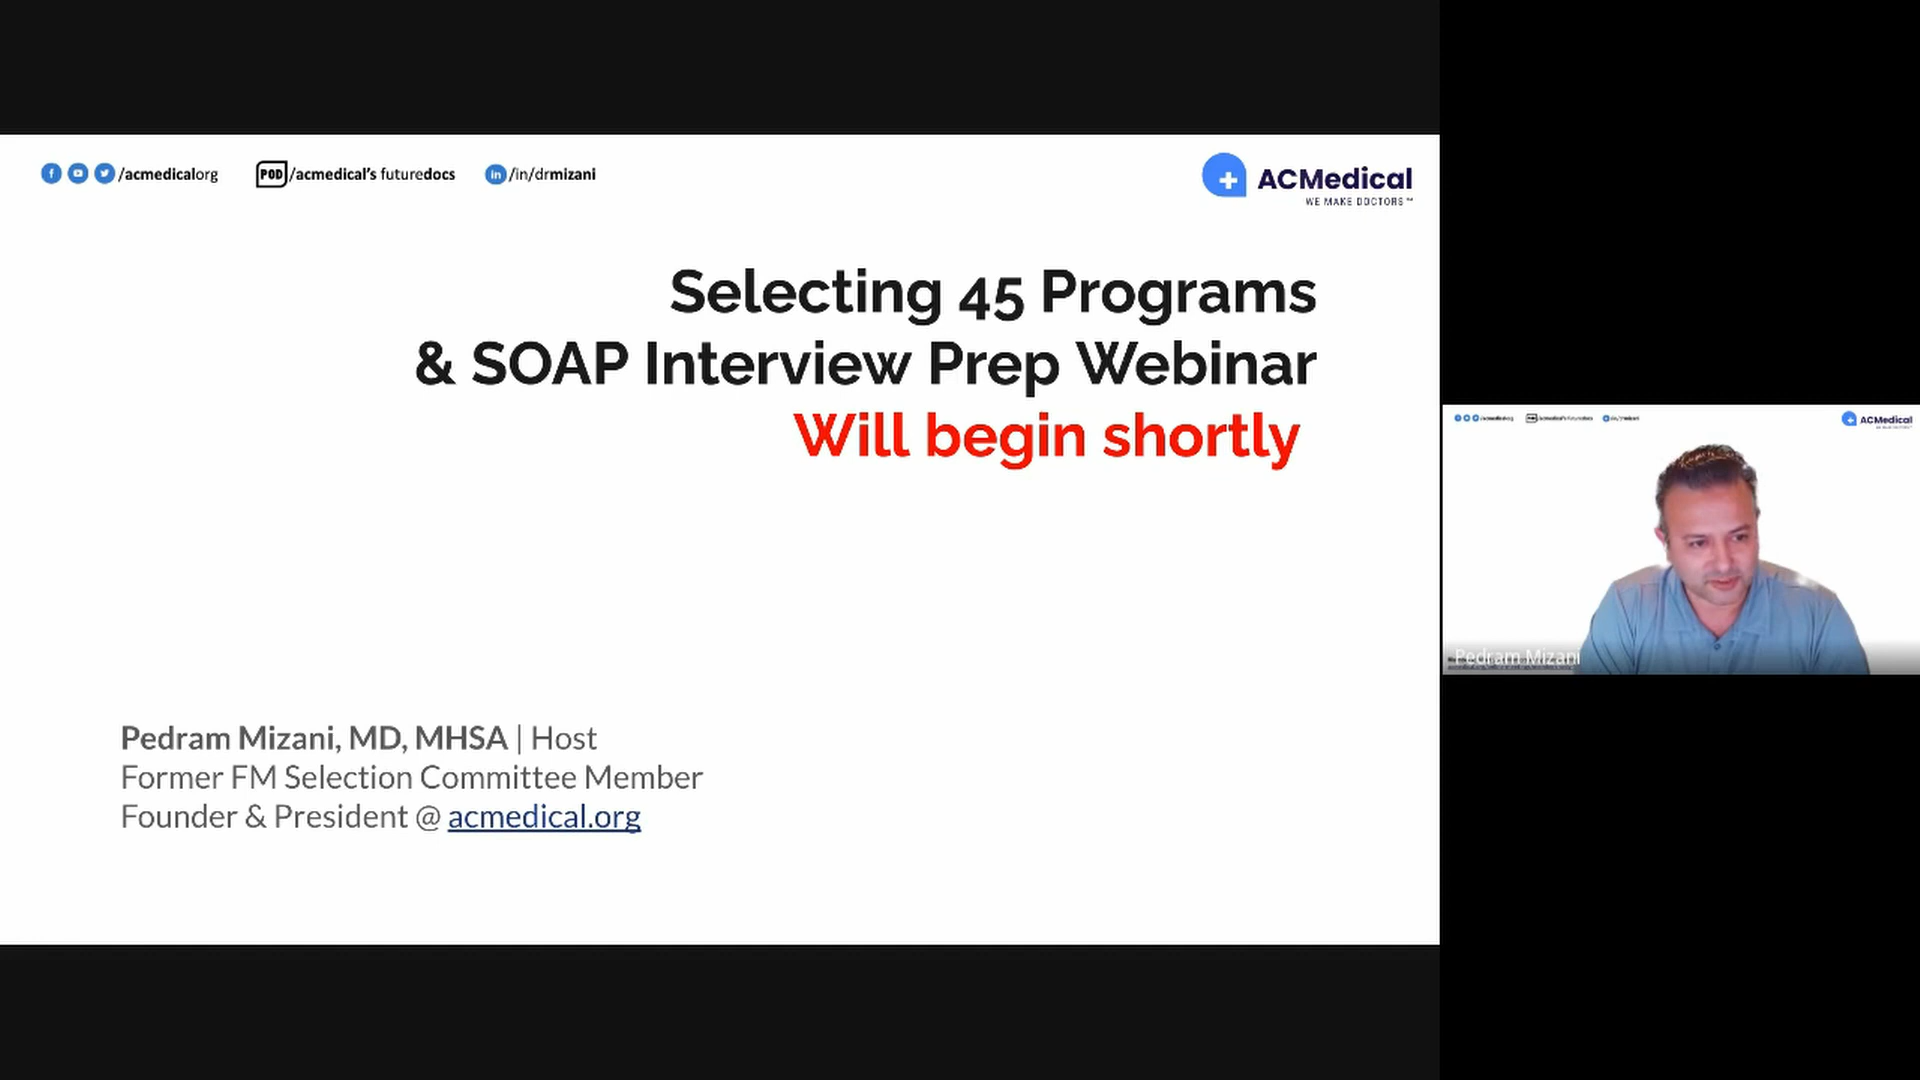 /acmedicalorg
POD /acmedical's futuredocs
in /in/drmizani
ACMedical
WE MAKE DOCTORS™
Selecting 45 Programs
& SOAP Interview Prep Webinar
Will begin shortly
Pedram Mizani, MD, MHSA | Host
Former FM Selection Committee Member
Founder & President @ acmedical.org
ACMedical
Pedram Mizani